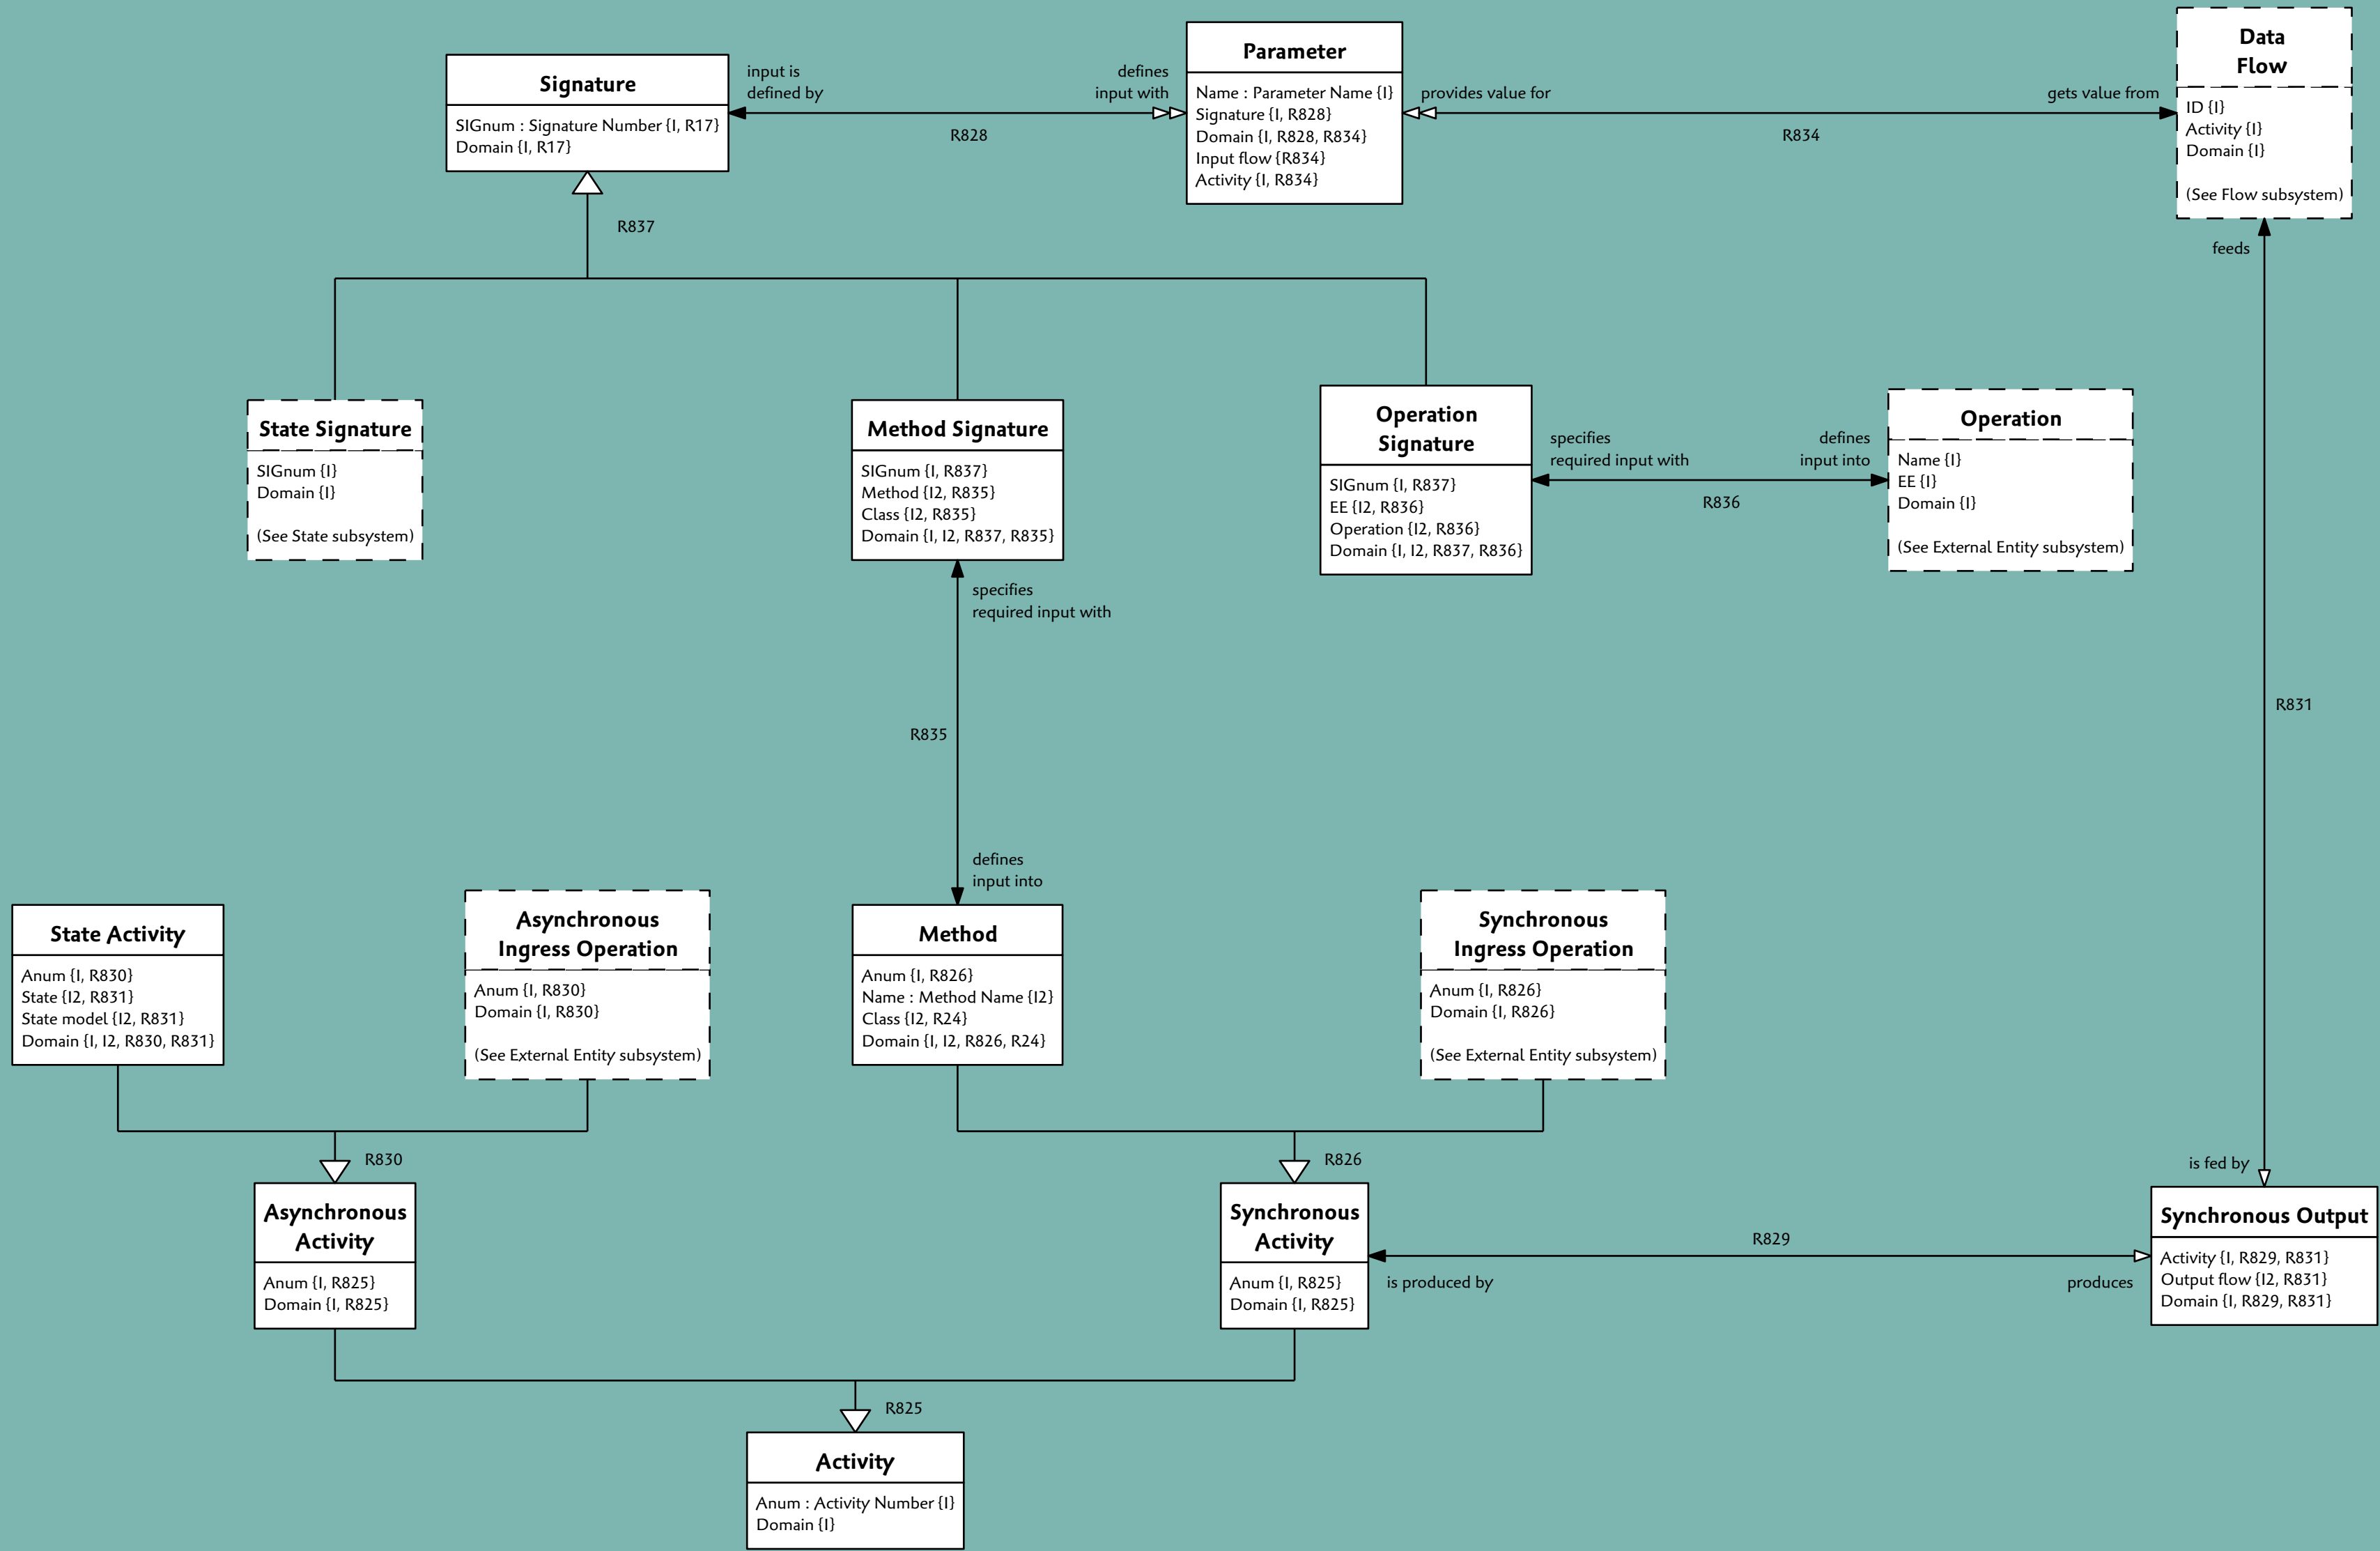 Signature
SIGnum : Signature Number {I, R17}
Domain {I, R17}
input is
defined by
defines
input with
R828
Parameter
Name : Parameter Name {I}
Signature {I, R828}
Domain {I, R828, R834}
Input flow {R834}
Activity {I, R834}
provides value for
gets value from
R834
Data
Flow
ID {I}
Activity {I}
Domain {I}
(See Flow subsystem)
feeds
R837
State Signature
SIGnum {I}
Domain {I}
(See State subsystem)
Method Signature
SIGnum {I, R837}
Method {I2, R835}
Class {I2, R835}
Domain {I, I2, R837, R835}
Operation
Signature
SIGnum {I, R837}
EE {I2, R836}
Operation {I2, R836}
Domain {I, I2, R837, R836}
specifies
required input with
defines
input into
R836
Operation
Name {I}
EE {I}
Domain {I}
(See External Entity subsystem)
specifies
required input with
R835
defines
input into
R831
State Activity
Anum {I, R830}
State {I2, R831}
State model {I2, R831}
Domain {I, I2, R830, R831}
Asynchronous
Ingress Operation
Anum {I, R830}
Domain {I, R830}
(See External Entity subsystem)
Method
Anum {I, R826}
Name : Method Name {I2}
Class {I2, R24}
Domain {I, I2, R826, R24}
Synchronous
Ingress Operation
Anum {I, R826}
Domain {I, R826}
(See External Entity subsystem)
R830
R826
is fed by
Asynchronous
Activity
Anum {I, R825}
Domain {I, R825}
Synchronous
Activity
Anum {I, R825}
Domain {I, R825}
R829
is produced by
produces
Synchronous Output
Activity {I, R829, R831}
Output flow {I2, R831}
Domain {I, R829, R831}
R825
Activity
Anum : Activity Number {I}
Domain {I}